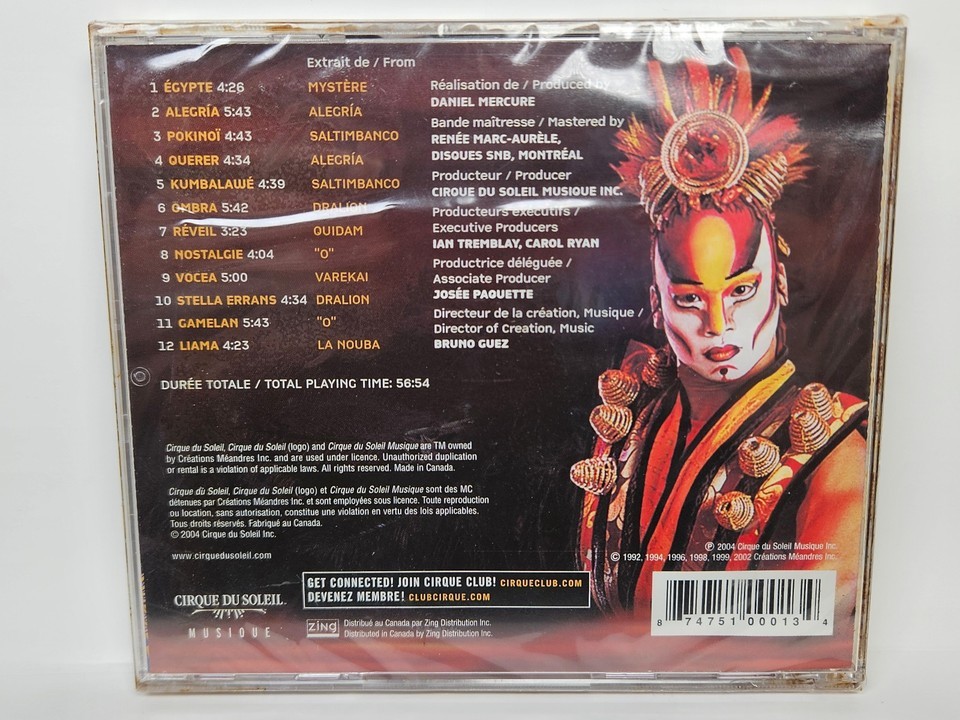 Extrait de / From
1 ÉGYPTE 4:26 MYSTÈRE
2 ALEGRÍA 5:43 ALEGRÍA
3 POKINOÏ 4:43 SALTIMBANCO
4 QUERER 4:34 ALEGRÍA
5 KUMBALAWÉ 4:39 SALTIMBANCO
6 OMBRA 5:42 DRALION
7 RÉVEIL 3:23 QUIDAM
8 NOSTALGIE 4:04 "O"
9 VOCEA 5:00 VAREKAI
10 STELLA ERRANS 4:34 DRALION
11 GAMELAN 5:43 "O"
12 LIAMA 4:23 LA NOUBA
DURÉE TOTALE / TOTAL PLAYING TIME: 56:54
Réalisation de / Produced by
DANIEL MERCURE
Bande maîtresse / Mastered by
RENÉE MARC-AURÈLE,
DISQUES SNB, MONTRÉAL
Producteur / Producer
CIRQUE DU SOLEIL MUSIQUE INC.
Producteurs exécutifs /
Executive Producers
IAN TREMBLAY, CAROL RYAN
Productrice déléguée /
Associate Producer
JOSÉE PAQUETTE
Directeur de la création, Musique /
Director of Creation, Music
BRUNO GUEZ
Cirque du Soleil, Cirque du Soleil (logo) and Cirque du Soleil Musique are TM owned
by Créations Méandres Inc. and are used under licence. Unauthorized duplication
or rental is a violation of applicable laws. All rights reserved. Made in Canada.
Cirque du Soleil, Cirque du Soleil (logo) et Cirque du Soleil Musique sont des MC
détenues par Créations Méandres Inc. et sont employés sous licence. Toute reproduction
ou location, sans autorisation, constitue une violation en vertu des lois applicables.
Tous droits réservés. Fabriqué au Canada.
© 2004 Cirque du Soleil Inc.
www.cirquedusoleil.com
℗ 2004 Cirque du Soleil Musique Inc.
© 1992, 1994, 1996, 1998, 1999, 2002 Créations Méandres Inc.
CIRQUE DU SOLEIL
MUSIQUE
GET CONNECTED! JOIN CIRQUE CLUB! CIRQUECLUB.COM
DEVENEZ MEMBRE! CLUBCIRQUE.COM
zing
Distribué au Canada par Zing Distribution Inc.
Distributed in Canada by Zing Distribution Inc.
8 74751 00013 4